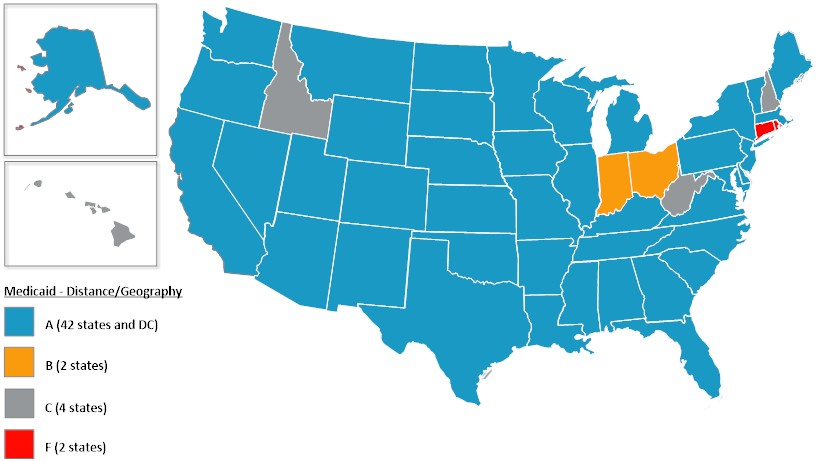 Medicaid - Distance/Geography
A (42 states and DC)
B (2 states)
C (4 states)
F (2 states)